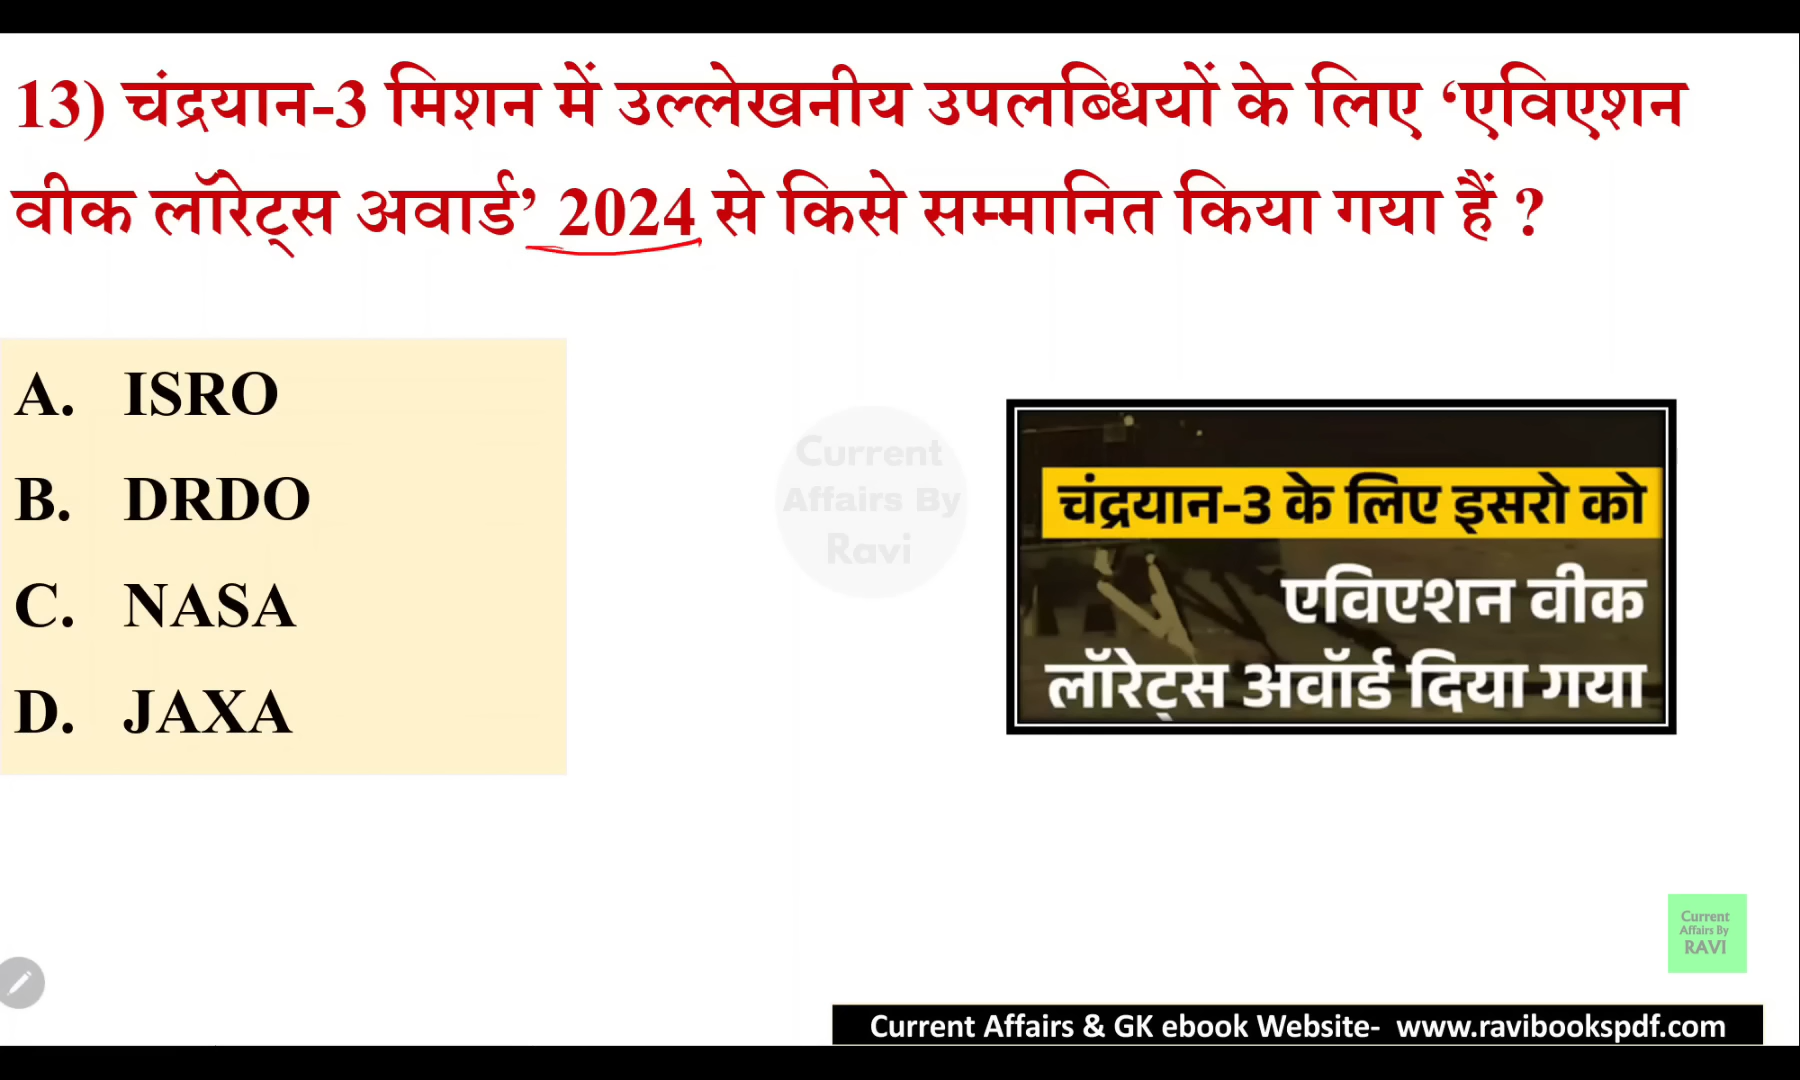 13) चंद्रयान-3 मिशन में उल्लेखनीय उपलब्धियों के लिए ‘एविएशन
वीक लॉरेट्स अवार्ड’ 2024 से किसे सम्मानित किया गया हैं ?
A. ISRO
B. DRDO
C. NASA
D. JAXA
Current
Affairs By
Ravi
चंद्रयान-3 के लिए इसरो को
एविएशन वीक
लॉरेट्स अवॉर्ड दिया गया
Current
Affairs By
RAVI
Current Affairs & GK ebook Website- www.ravibookspdf.com